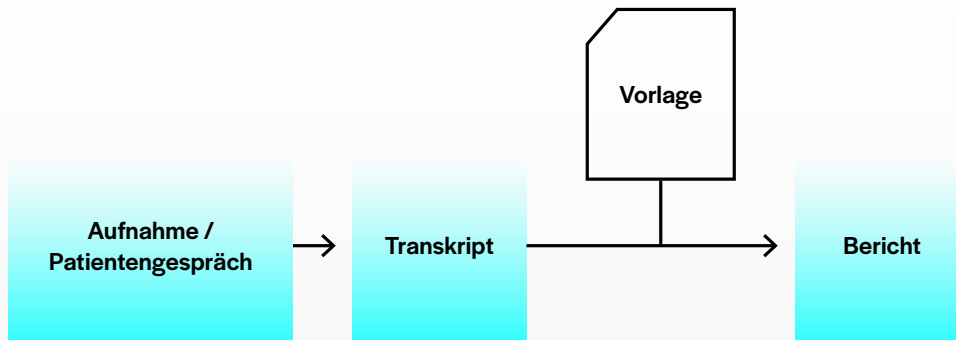 Vorlage
Aufnahme /
Patientengespräch
Transkript
Bericht